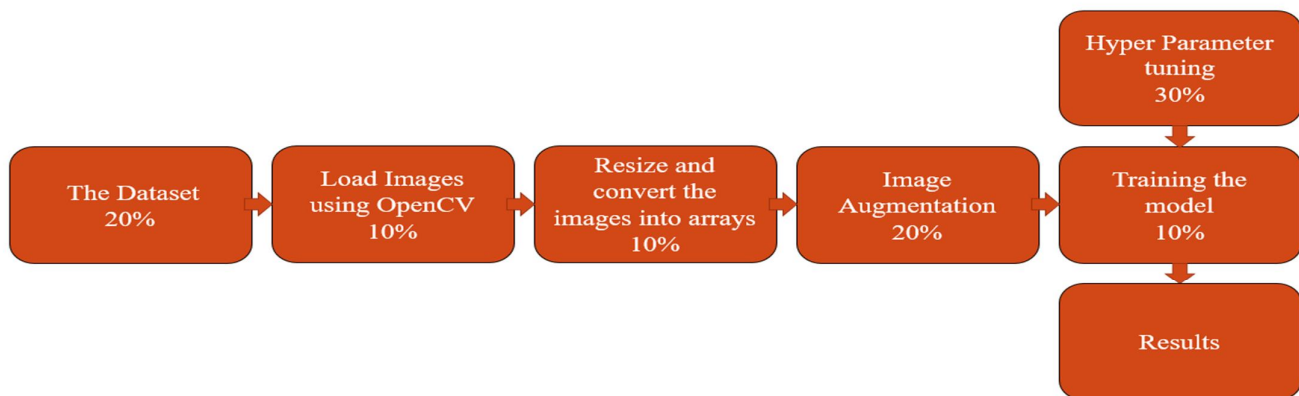 Hyper Parameter
tuning
30%
The Dataset
20%
Load Images
using OpenCV
10%
Resize and
convert the
images into arrays
10%
Image
Augmentation
20%
Training the
model
10%
Results